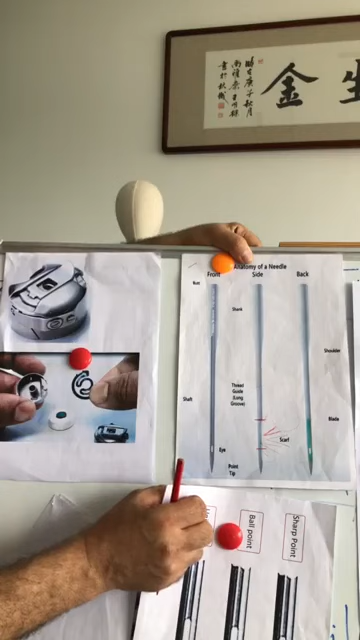 金生
Anatomy of a Needle
Front Side Back
Butt
Shank
Shoulder
Thread
Guide
(Long
Groove)
Shaft
Blade
Scarf
Eye
Point
Tip
Ball point
Sharp Point